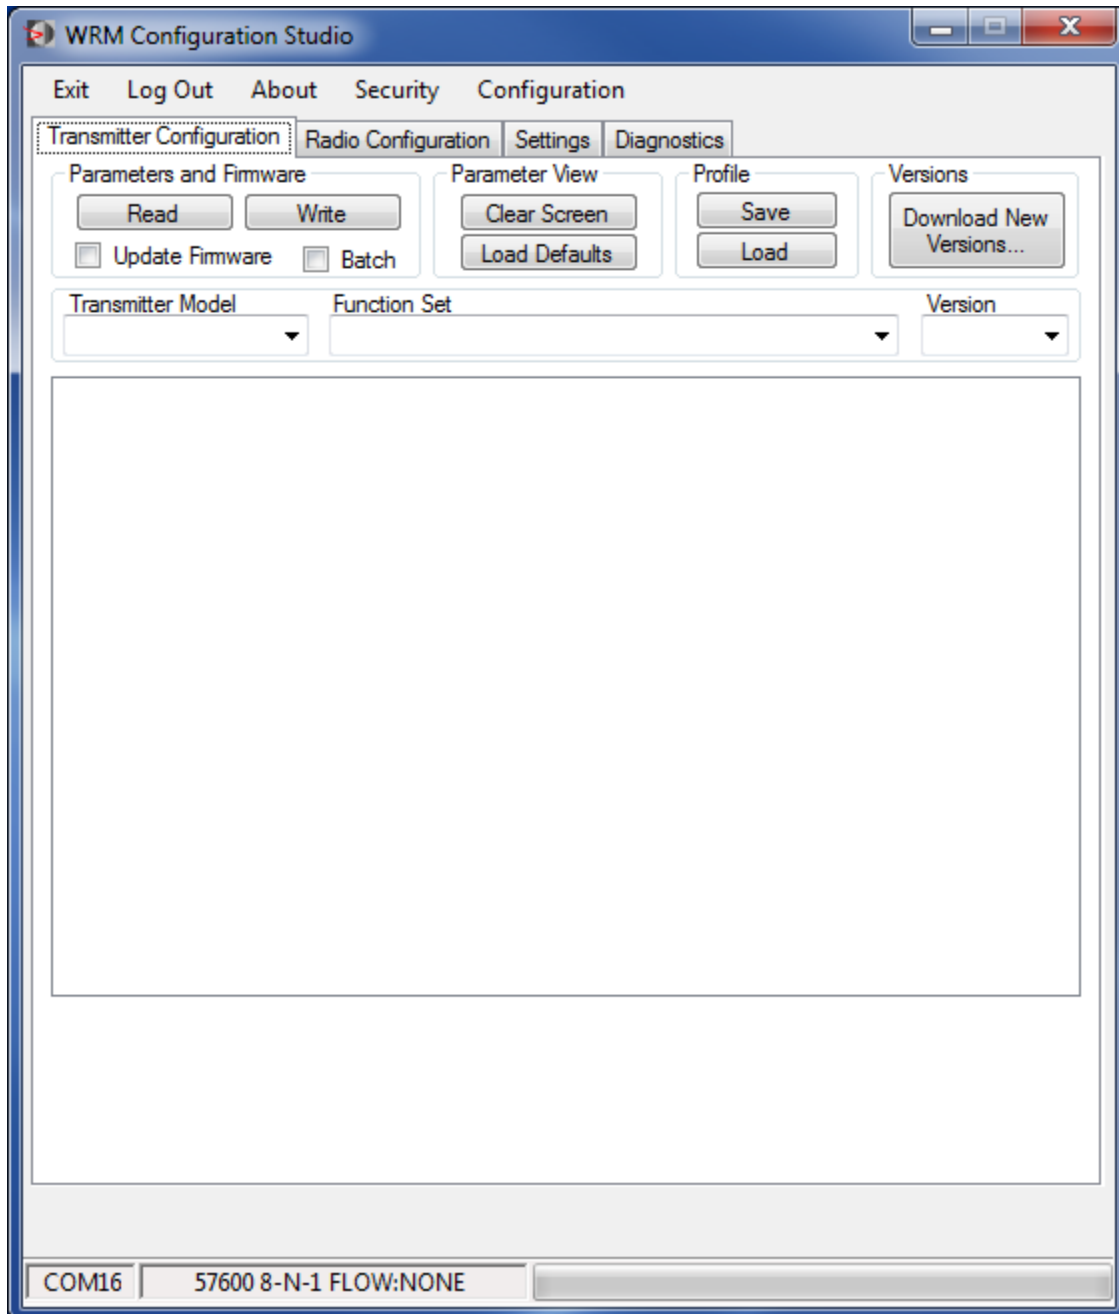 WRM Configuration Studio
Exit Log Out About Security Configuration
Transmitter Configuration Radio Configuration Settings Diagnostics
Parameters and Firmware Parameter View Profile Versions
Read Write Clear Screen Save Download New
Versions...
Update Firmware Batch Load Defaults Load
Transmitter Model Function Set Version
COM16 57600 8-N-1 FLOW:NONE